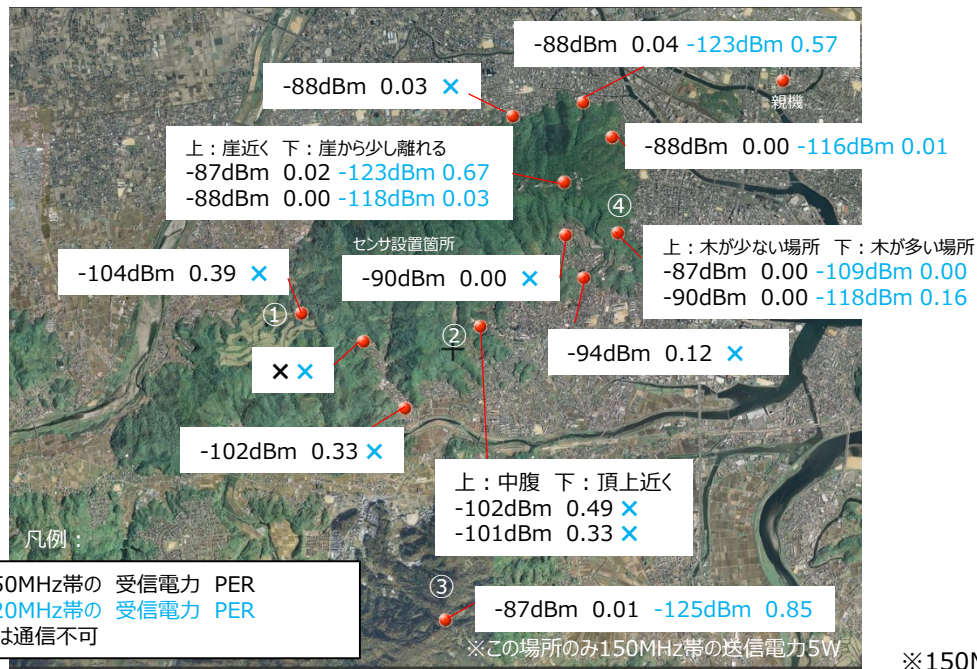 -88dBm 0.04 -123dBm 0.57
-88dBm 0.03 ×
親機
-88dBm 0.00 -116dBm 0.01
上：崖近く 下：崖から少し離れる
-87dBm 0.02 -123dBm 0.67
-88dBm 0.00 -118dBm 0.03
④
センサ設置箇所
上：木が少ない場所 下：木が多い場所
-87dBm 0.00 -109dBm 0.00
-90dBm 0.00 -118dBm 0.16
-104dBm 0.39 ×
-90dBm 0.00 ×
①
②
-94dBm 0.12 ×
× ×
-102dBm 0.33 ×
上：中腹 下：頂上近く
-102dBm 0.49 ×
-101dBm 0.33 ×
凡例：
50MHz帯の 受信電力 PER
20MHz帯の 受信電力 PER
は通信不可
③
-87dBm 0.01 -125dBm 0.85
※この場所のみ150MHz帯の送信電力5W
※150M